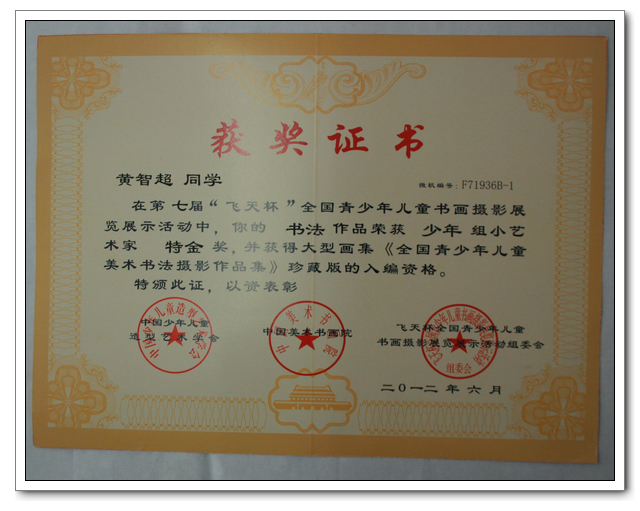 获奖证书
黄智超 同学
微机编号：F71936B-1
在第七届“飞天杯”全国青少年儿童书画摄影展
览展示活动中，你的 书法 作品荣获 少年 组小艺
术家 特金 奖，并获得大型画集《全国青少年儿童
美术书法摄影作品集》珍藏版的入编资格。
特颁此证，以资表彰
中国少年儿童
造型艺术学会
中国美术书画院
飞天杯全国青少年儿童
书画摄影展览展示活动组委会
组委会
二〇一二年六月